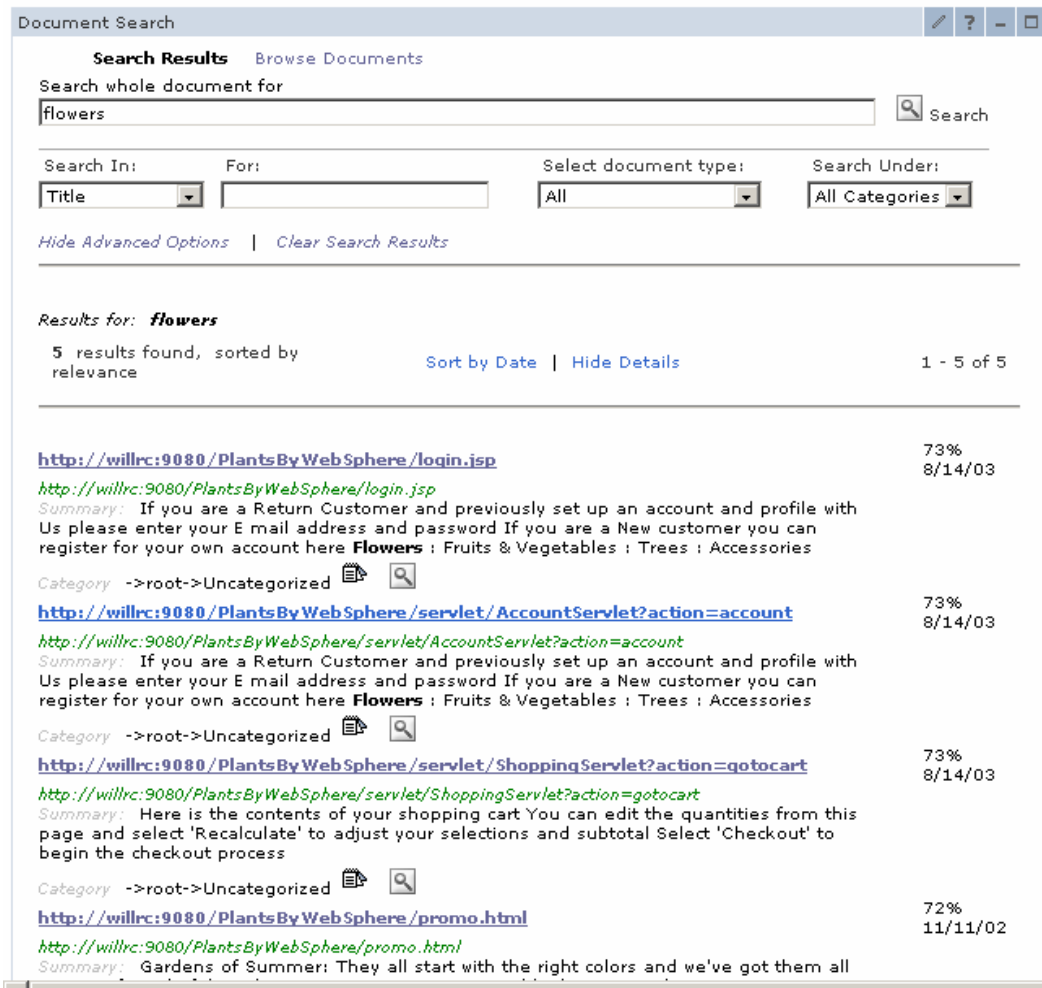 Document Search ?
Search Results Browse Documents
Search whole document for
flowers Search
Search In: For: Select document type: Search Under:
Title All All Categories
Hide Advanced Options | Clear Search Results
Results for: flowers
5 results found, sorted by
relevance
Sort by Date | Hide Details 1 - 5 of 5
http://willrc:9080/PlantsByWebSphere/login.jsp 73%
8/14/03
http://willrc:9080/PlantsByWebSphere/login.jsp
Summary: If you are a Return Customer and previously set up an account and profile with
Us please enter your E mail address and password If you are a New customer you can
register for your own account here Flowers : Fruits & Vegetables : Trees : Accessories
Category ->root->Uncategorized
http://willrc:9080/PlantsByWebSphere/servlet/AccountServlet?action=account 73%
8/14/03
http://willrc:9080/PlantsByWebSphere/servlet/AccountServlet?action=account
Summary: If you are a Return Customer and previously set up an account and profile with
Us please enter your E mail address and password If you are a New customer you can
register for your own account here Flowers : Fruits & Vegetables : Trees : Accessories
Category ->root->Uncategorized
http://willrc:9080/PlantsByWebSphere/servlet/ShoppingServlet?action=gotocart 73%
8/14/03
http://willrc:9080/PlantsByWebSphere/servlet/ShoppingServlet?action=gotocart
Summary: Here is the contents of your shopping cart You can edit the quantities from this
page and select 'Recalculate' to adjust your selections and subtotal Select 'Checkout' to
begin the checkout process
Category ->root->Uncategorized
http://willrc:9080/PlantsByWebSphere/promo.html 72%
11/11/02
http://willrc:9080/PlantsByWebSphere/promo.html
Summary: Gardens of Summer: They all start with the right colors and we've got them all